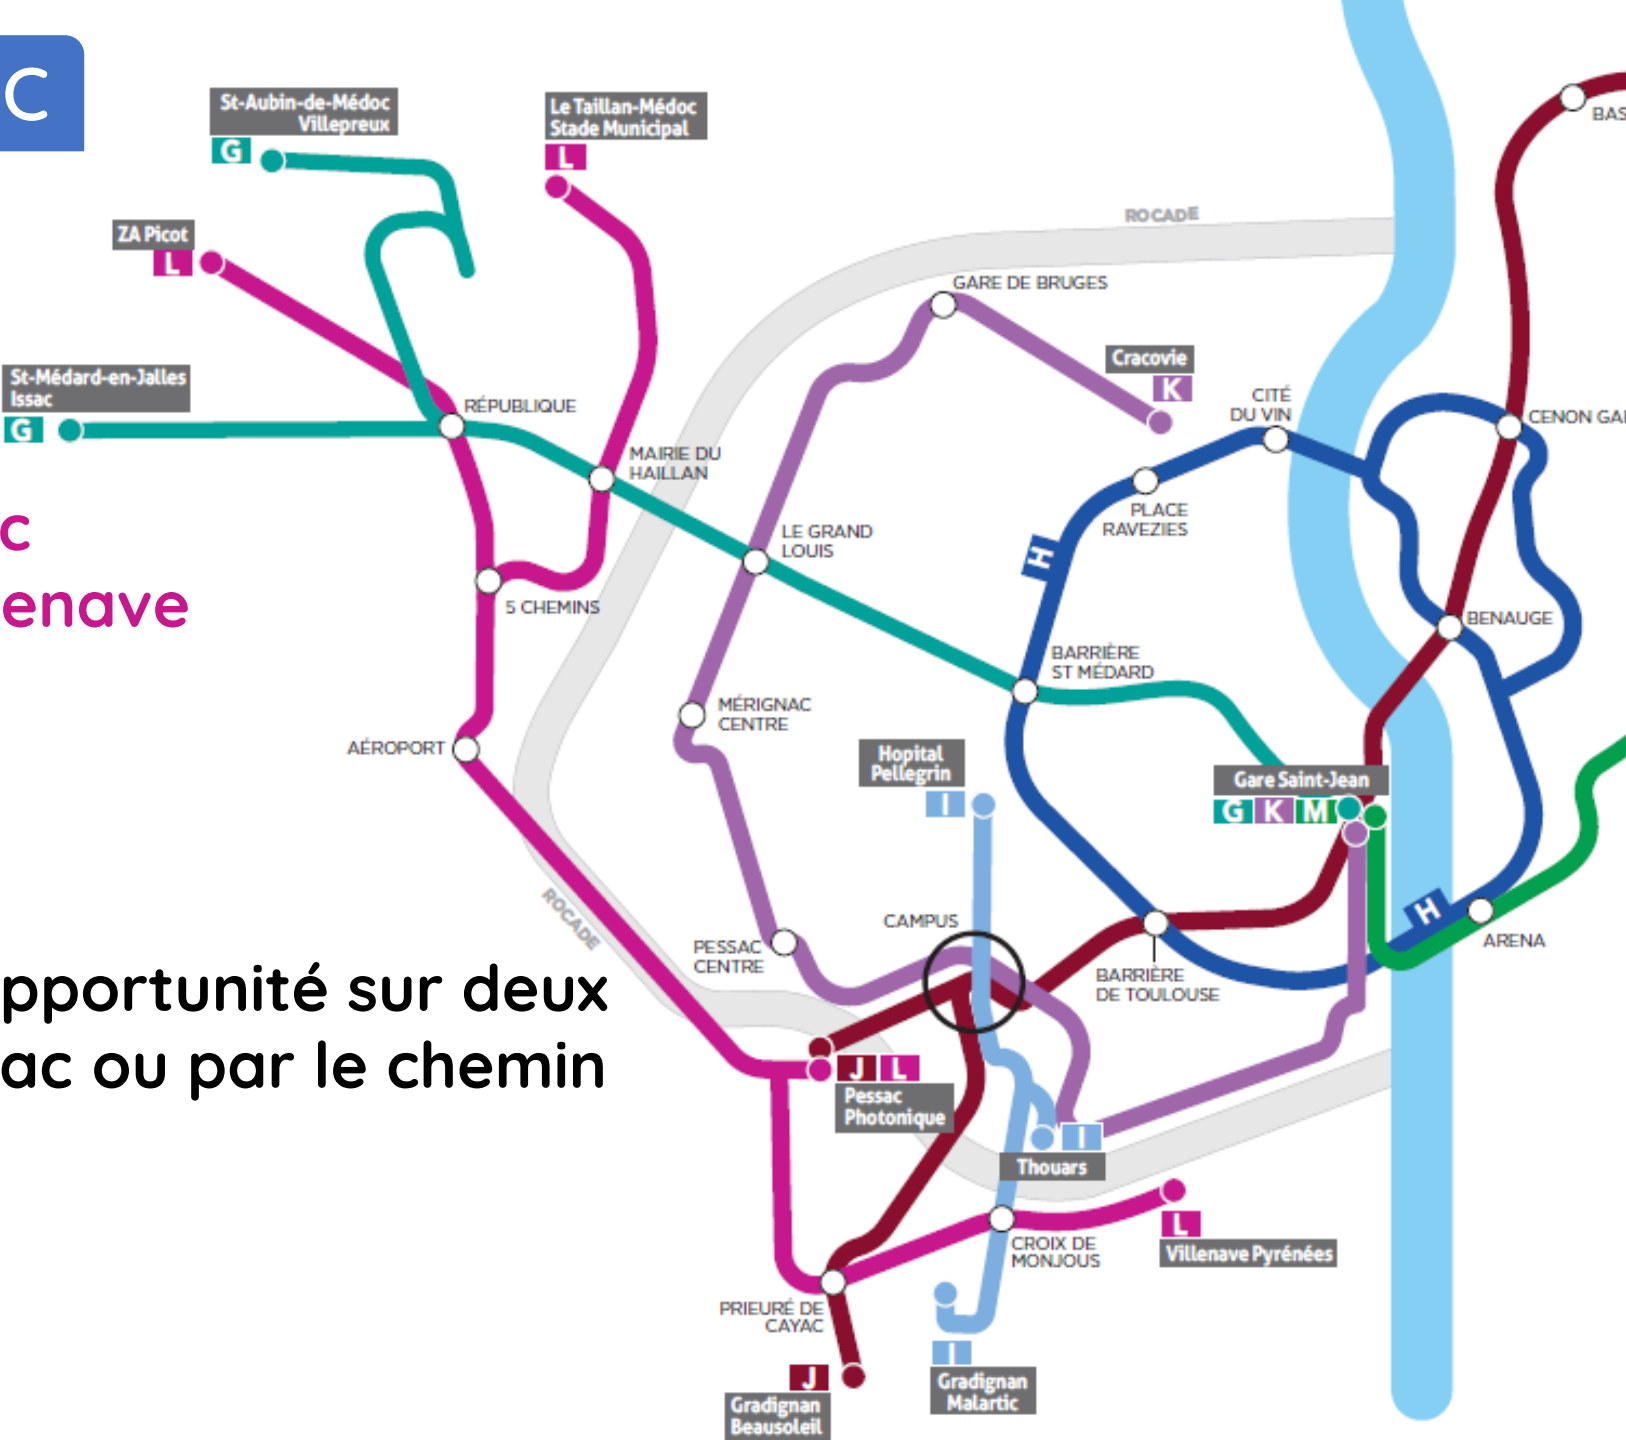 C
St-Aubin-de-Médoc
Villepreux
G
Le Taillan-Médoc
Stade Municipal
L
BAS
ROCADE
ZA Picot
L
GARE DE BRUGES
Cracovie
K
St-Médard-en-Jalles
Issac
G
RÉPUBLIQUE
CITÉ
DU VIN
CENON GAR
MAIRIE DU
HAILLAN
PLACE
RAVEZIES
c
LE GRAND
LOUIS
H
enave
5 CHEMINS
BENAUGE
BARRIÈRE
ST MÉDARD
MÉRIGNAC
CENTRE
AÉROPORT
Hopital
Pellegrin
I
Gare Saint-Jean
G K M
ROCADE
CAMPUS
H
PESSAC
CENTRE
ARENA
BARRIÈRE
DE TOULOUSE
pportunité sur deux
ac ou par le chemin
J L
Pessac
Photonique
I
Thouars
L
Villenave Pyrénées
CROIX DE
MONJOUS
PRIEURÉ DE
CAYAC
I
Gradignan
Malartic
J
Gradignan
Beausoleil